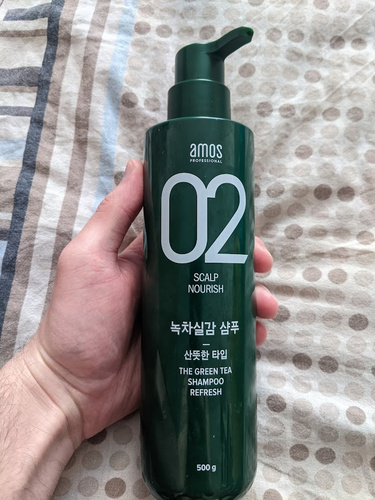 amos
PROFESSIONAL
02
SCALP
NOURISH
녹차실감 샴푸
산뜻한 타입
THE GREEN TEA
SHAMPOO
REFRESH
500 g